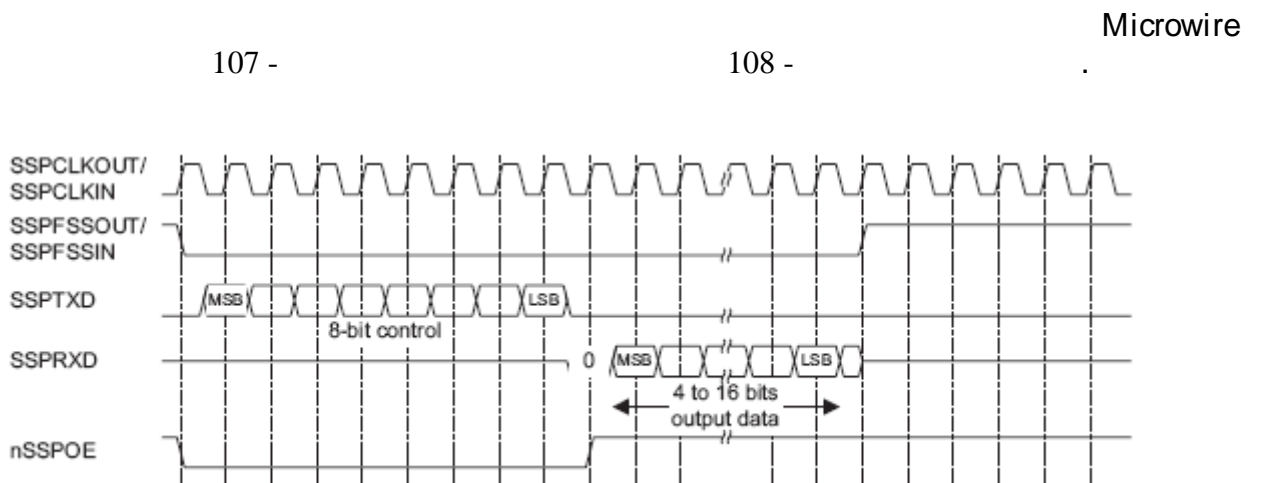 Microwire
107 - 108 - .
SSPCLKOUT/
SSPCLKIN
SSPFSSOUT/
SSPFSSIN
SSPTXD
MSB LSB
8-bit control
SSPRXD
0 MSB LSB
4 to 16 bits
output data
nSSPOE